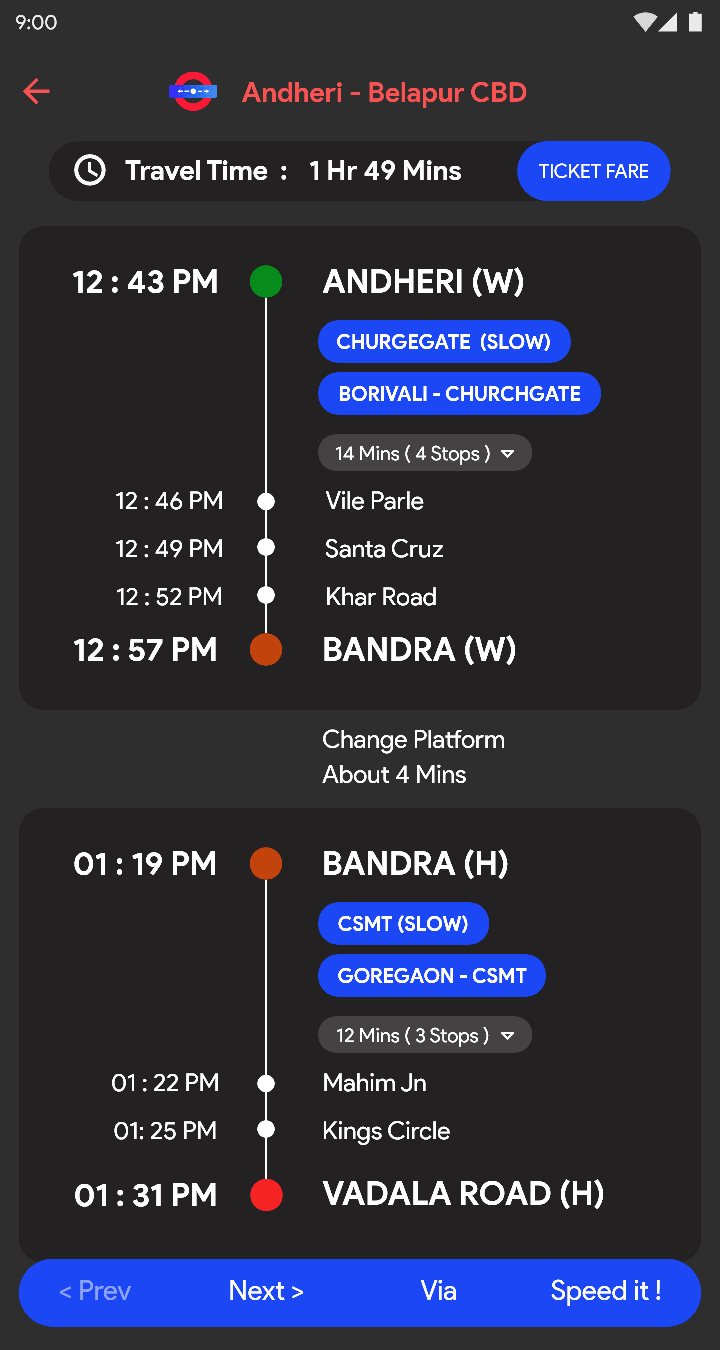 9:00
Andheri - Belapur CBD
Travel Time : 1 Hr 49 Mins TICKET FARE
12 : 43 PM ANDHERI (W)
CHURGEGATE (SLOW)
BORIVALI - CHURCHGATE
14 Mins ( 4 Stops )
12 : 46 PM Vile Parle
12 : 49 PM Santa Cruz
12 : 52 PM Khar Road
12 : 57 PM BANDRA (W)
Change Platform
About 4 Mins
01 : 19 PM BANDRA (H)
CSMT (SLOW)
GOREGAON - CSMT
12 Mins ( 3 Stops )
01 : 22 PM Mahim Jn
01: 25 PM Kings Circle
01 : 31 PM VADALA ROAD (H)
< Prev Next > Via Speed it !